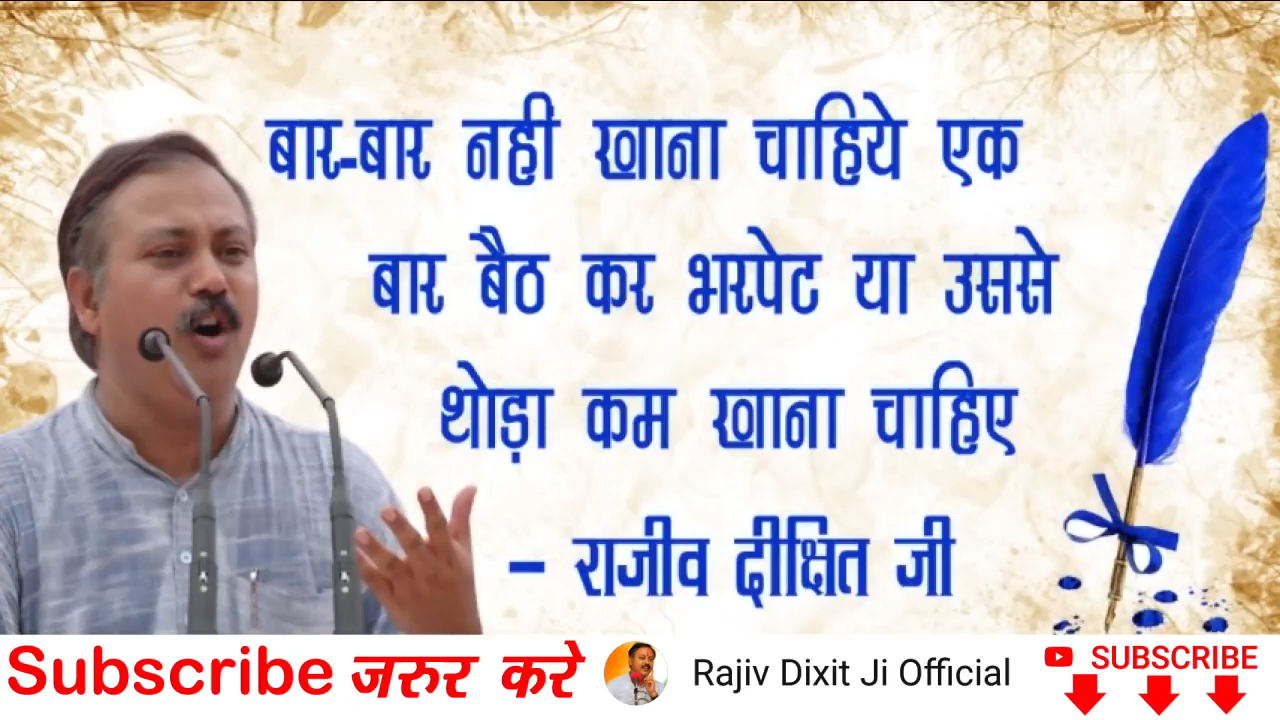 बार-बार नहीं खाना चाहिये एक
बार बैठ कर भरपेट या उससे
थोड़ा कम खाना चाहिए
– राजीव दीक्षित जी
Subscribe जरुर करे Rajiv Dixit Ji Official SUBSCRIBE